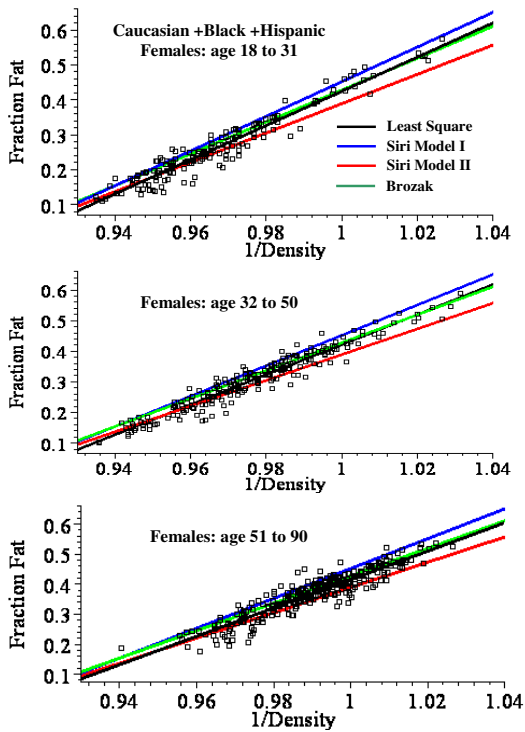 Caucasian +Black +Hispanic
Females: age 18 to 31
Fraction Fat
0.6
0.5
0.4
0.3
0.2
0.1
Least Square
Siri Model I
Siri Model II
Brozak
0.94 0.96 0.98 1 1.02 1.04
1/Density
Females: age 32 to 50
Fraction Fat
0.6
0.5
0.4
0.3
0.2
0.1
0.94 0.96 0.98 1 1.02 1.04
1/Density
Females: age 51 to 90
Fraction Fat
0.6
0.5
0.4
0.3
0.2
0.1
0.94 0.96 0.98 1 1.02 1.04
1/Density